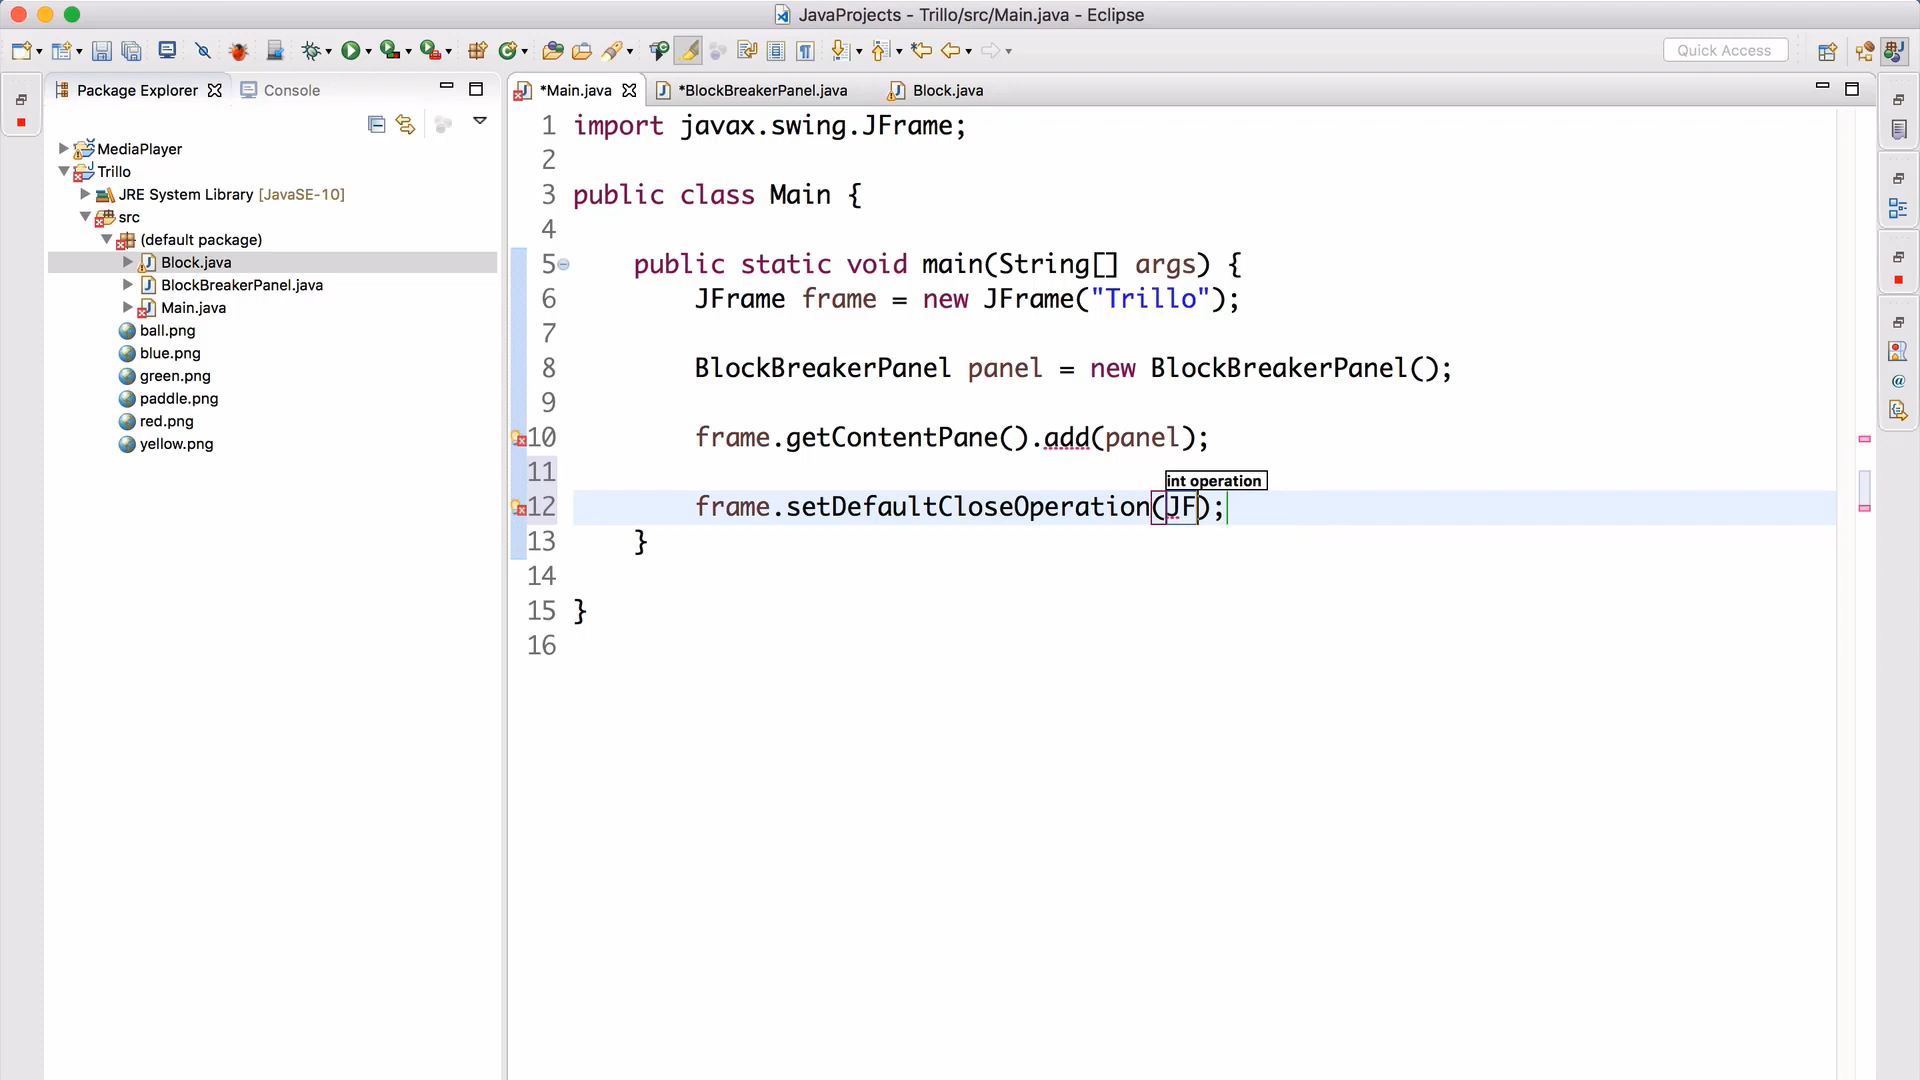 JavaProjects - Trillo/src/Main.java - Eclipse
Quick Access
Package Explorer
Console
MediaPlayer
Trillo
JRE System Library [JavaSE-10]
src
(default package)
Block.java
BlockBreakerPanel.java
Main.java
ball.png
blue.png
green.png
paddle.png
red.png
yellow.png
*Main.java
*BlockBreakerPanel.java
Block.java
1 import javax.swing.JFrame;
2
3 public class Main {
4
5 public static void main(String[] args) {
6 JFrame frame = new JFrame("Trillo");
7
8 BlockBreakerPanel panel = new BlockBreakerPanel();
9
10 frame.getContentPane().add(panel);
11
int operation
12 frame.setDefaultCloseOperation(JF);
13 }
14
15 }
16